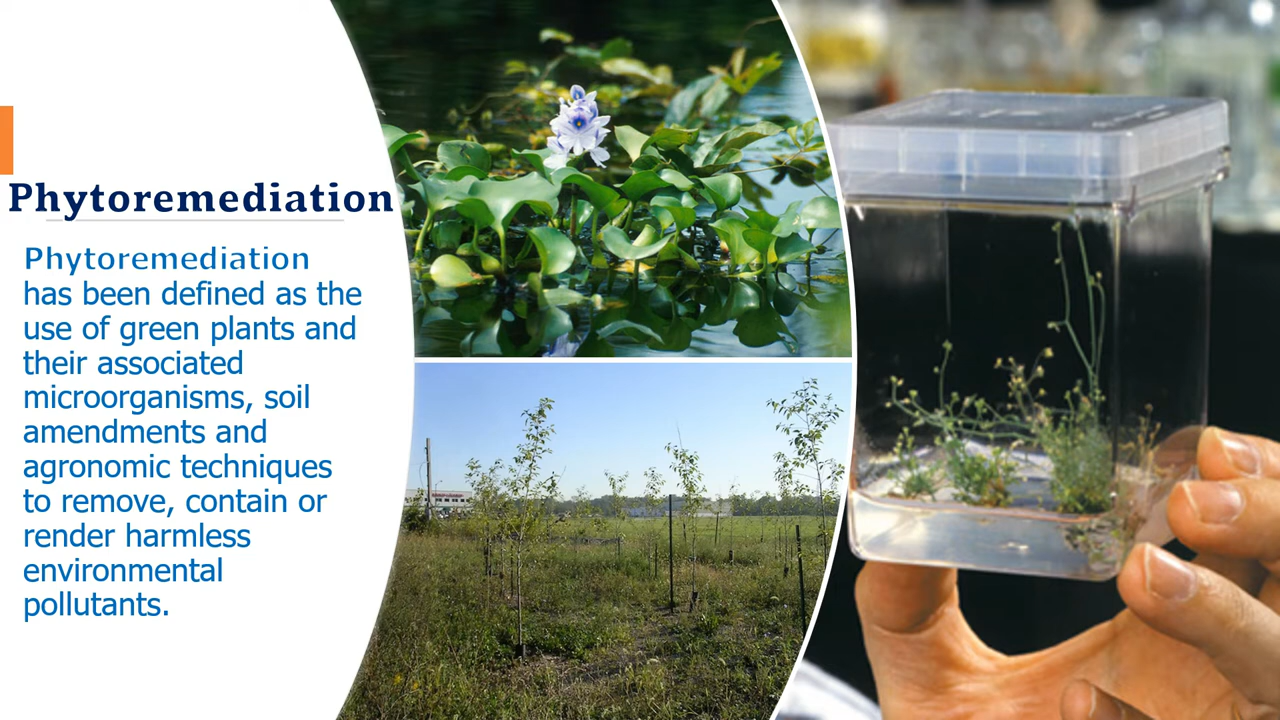 Phytoremediation
Phytoremediation
has been defined as the
use of green plants and
their associated
microorganisms, soil
amendments and
agronomic techniques
to remove, contain or
render harmless
environmental
pollutants.